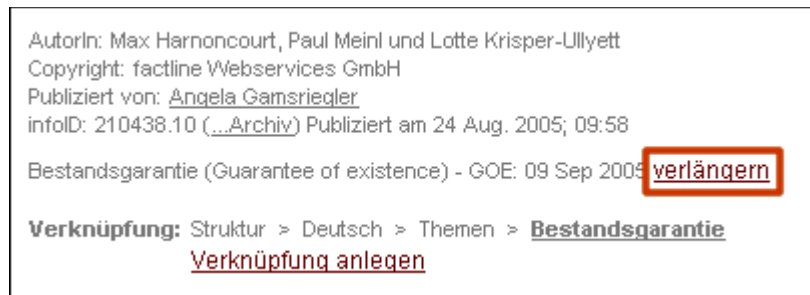 AutorIn: Max Harnoncourt, Paul Meinl und Lotte Krisper-Ullyett
Copyright: factline Webservices GmbH
Publiziert von: Angela Gamsriegler
infoID: 210438.10 (...Archiv) Publiziert am 24 Aug. 2005; 09:58
Bestandsgarantie (Guarantee of existence) - GOE: 09 Sep 2005 verlängern
Verknüpfung: Struktur > Deutsch > Themen > Bestandsgarantie
Verknüpfung anlegen